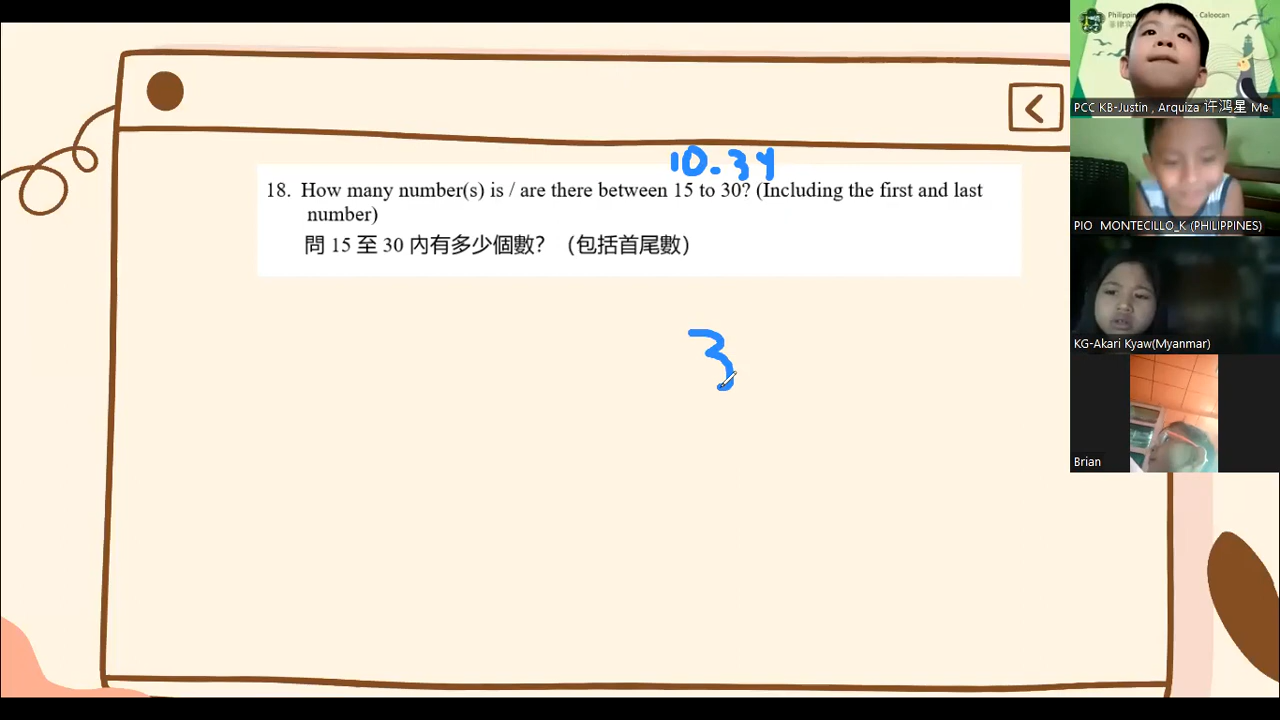 10.34
18. How many number(s) is / are there between 15 to 30? (Including the first and last
number)
問 15 至 30 內有多少個數? (包括首尾數)
3
Caloocan
PCC KB-Justin , Arquiza 许鸿星 Me
PIO MONTECILLO_K (PHILIPPINES)
KG-Akari Kyaw(Myanmar)
Brian